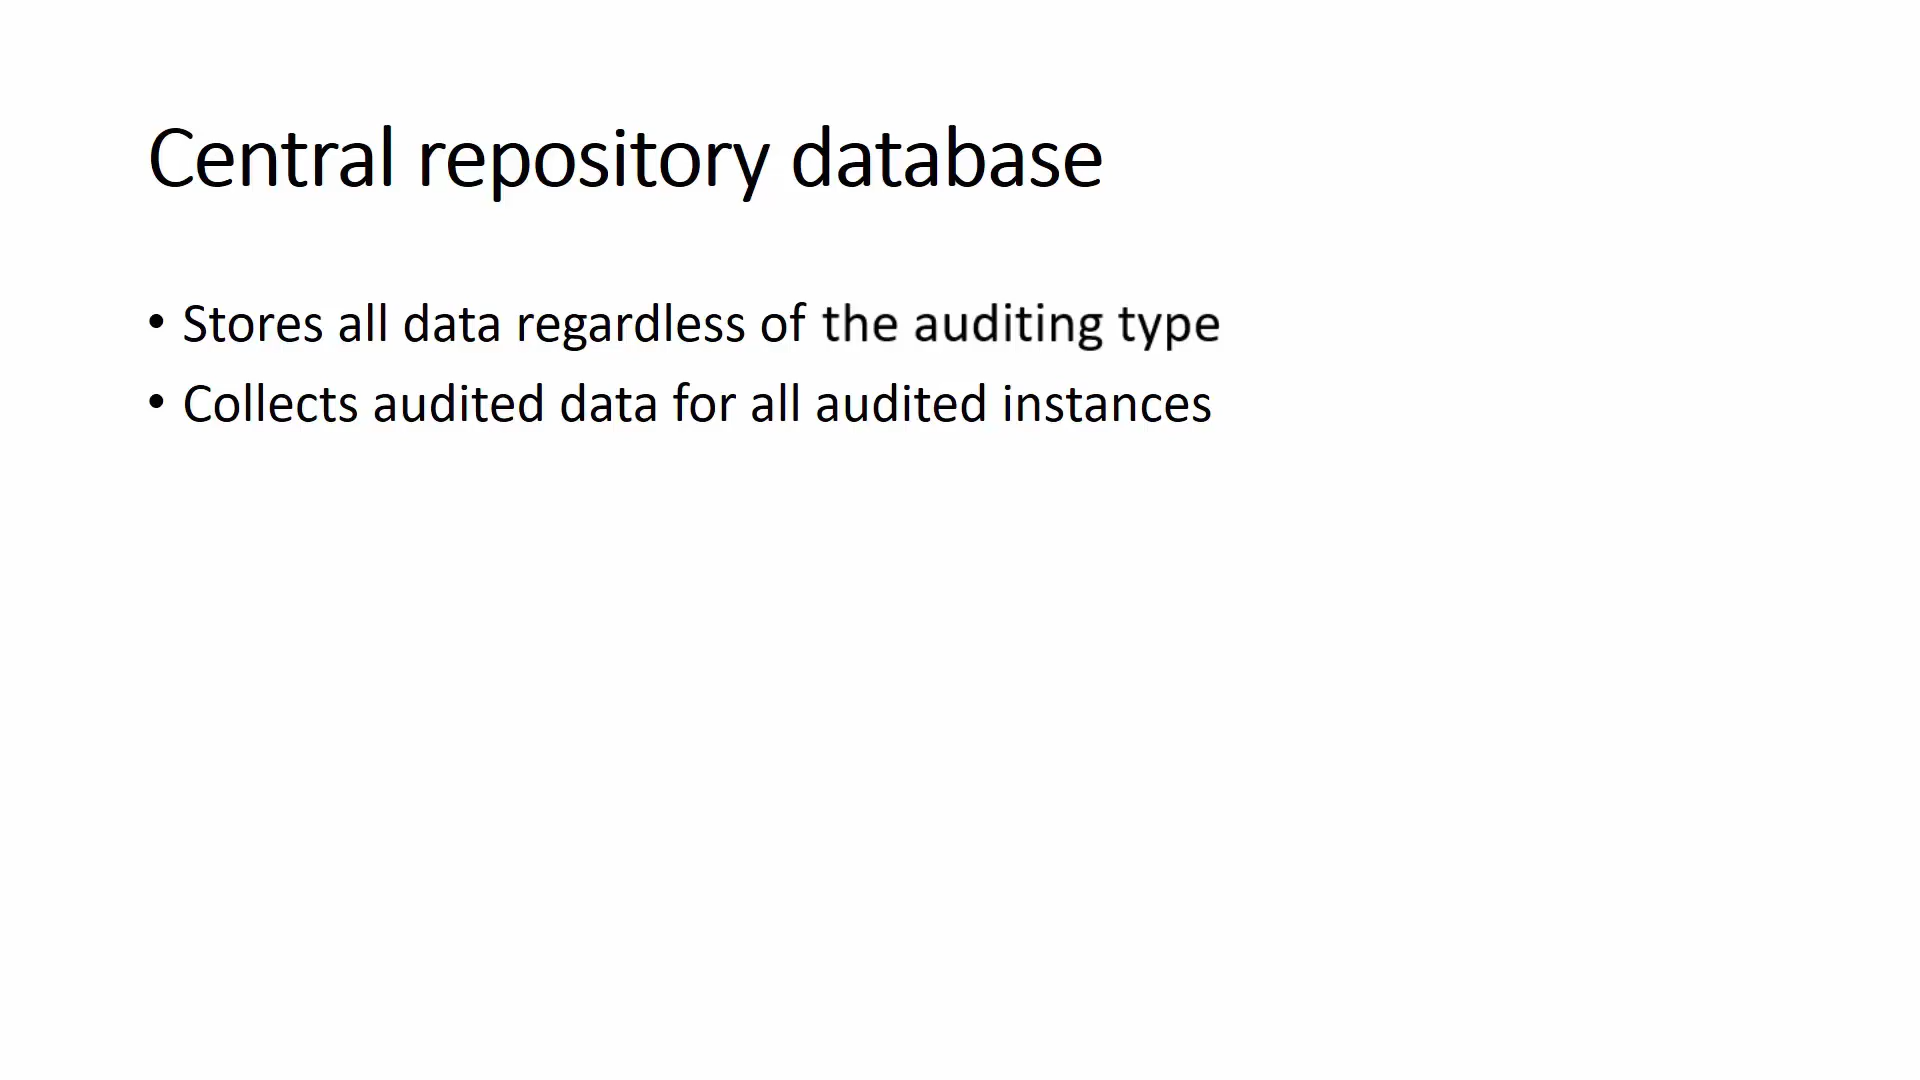 Central repository database
• Stores all data regardless of the auditing type
• Collects audited data for all audited instances